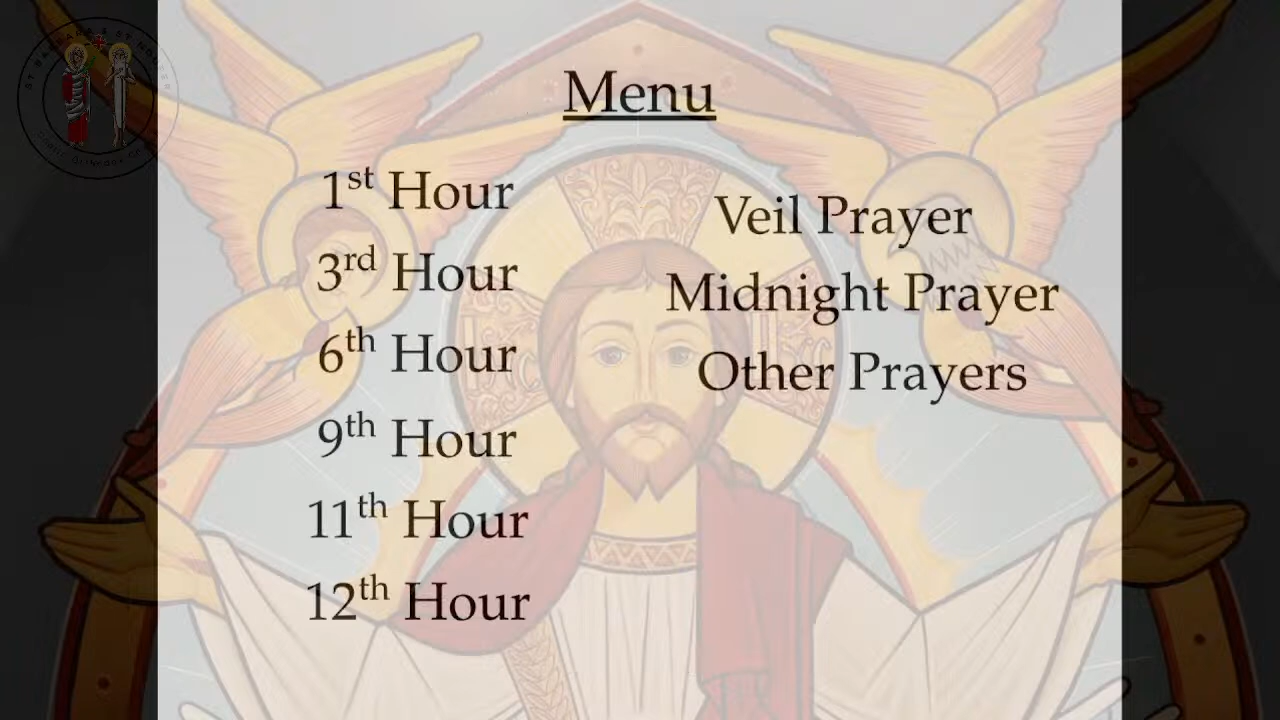 Menu
1st Hour
3rd Hour
6th Hour
9th Hour
11th Hour
12th Hour
Veil Prayer
Midnight Prayer
Other Prayers